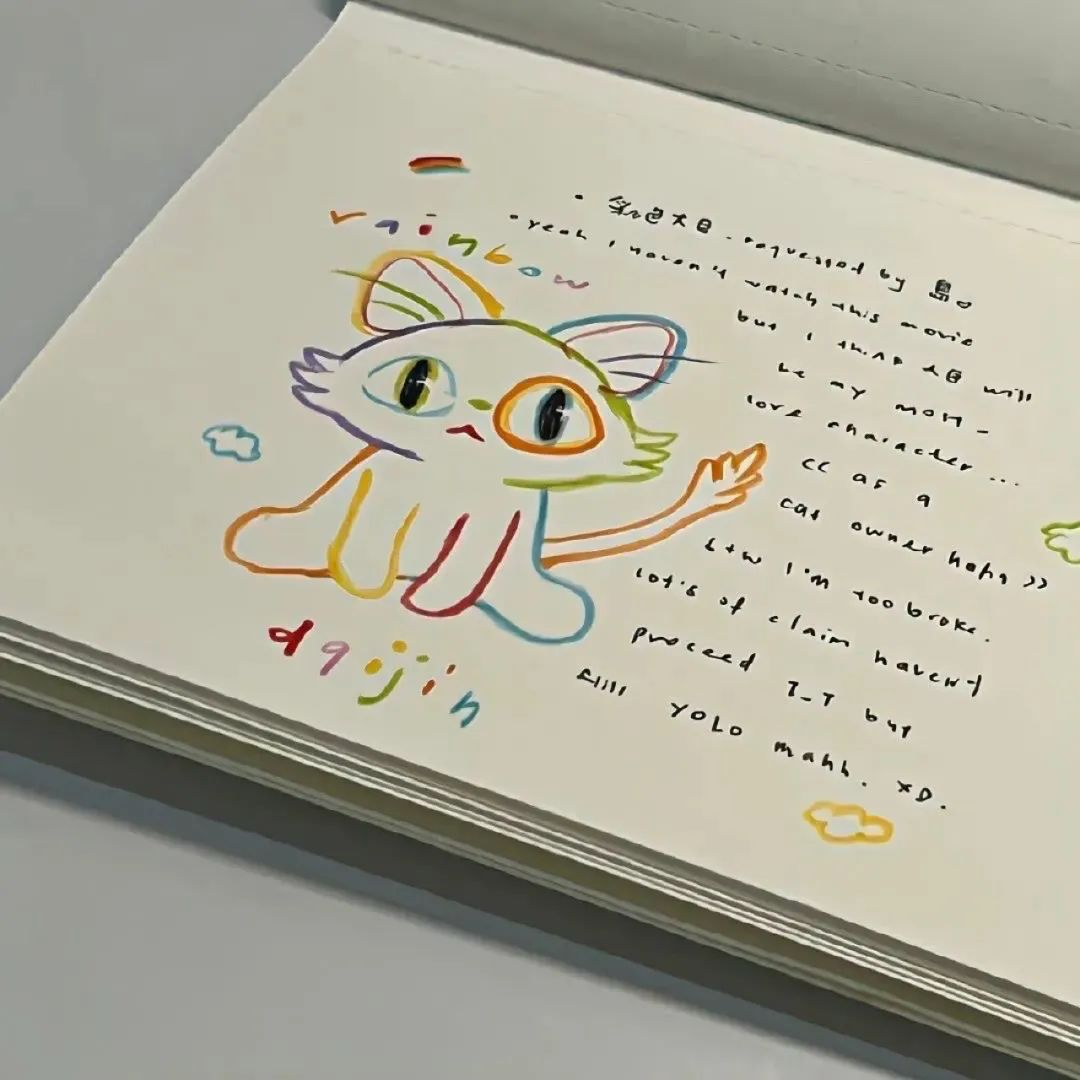 rainbow
· 彩色大臣. requested by 島
· yeah I haven't watch this movie
but I think 大臣 will
be my most-
love character...
cc as a
cat owner haha >>
btw I'm too broke.
lot's of claim haven't
proceed T_T but
still YOLO mahh. XD.
daijin